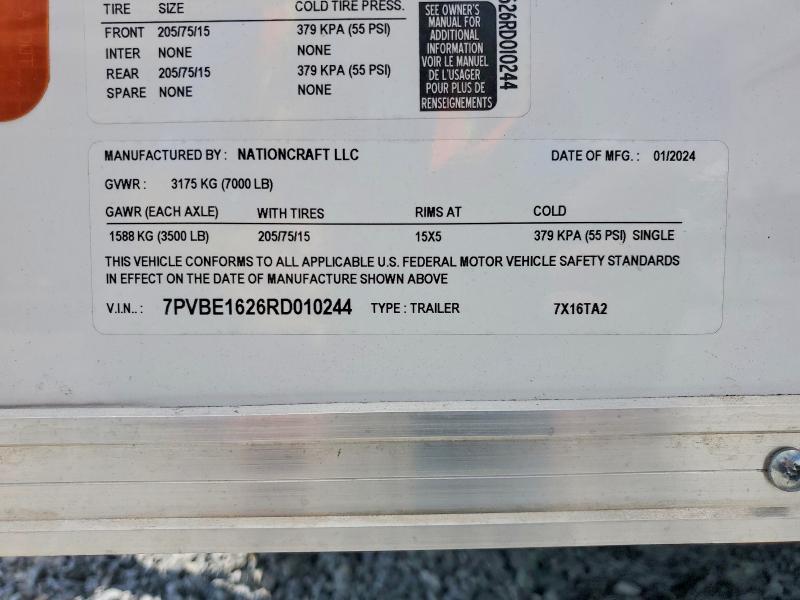 TIRE SIZE COLD TIRE PRESS.
FRONT 205/75/15 379 KPA (55 PSI)
INTER NONE NONE
REAR 205/75/15 379 KPA (55 PSI)
SPARE NONE NONE
SEE OWNER'S
MANUAL FOR
ADDITIONAL
INFORMATION
VOIR LE MANUEL
DE L'USAGER
POUR PLUS DE
RENSEIGNEMENTS
626RD010244
MANUFACTURED BY : NATIONCRAFT LLC DATE OF MFG. : 01/2024
GVWR : 3175 KG (7000 LB)
GAWR (EACH AXLE) WITH TIRES RIMS AT COLD
1588 KG (3500 LB) 205/75/15 15X5 379 KPA (55 PSI) SINGLE
THIS VEHICLE CONFORMS TO ALL APPLICABLE U.S. FEDERAL MOTOR VEHICLE SAFETY STANDARDS
IN EFFECT ON THE DATE OF MANUFACTURE SHOWN ABOVE
V.I.N.. : 7PVBE1626RD010244 TYPE : TRAILER 7X16TA2